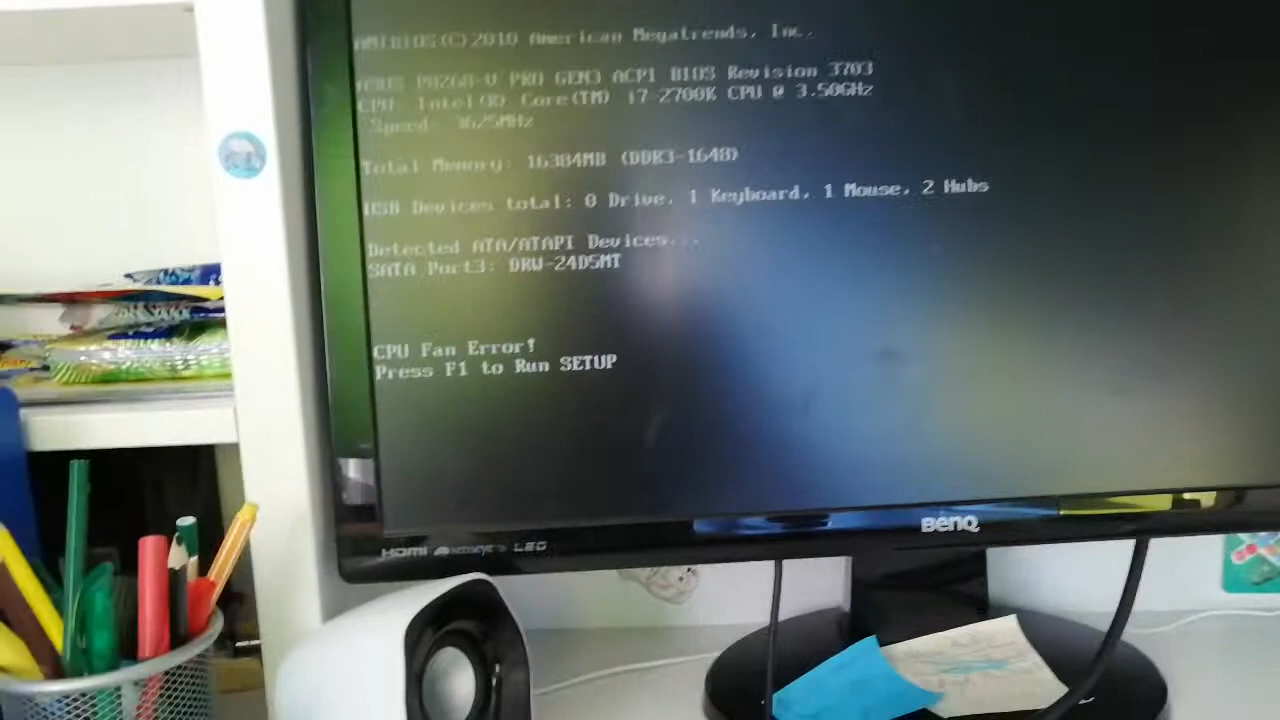 AMIBIOS(C)2010 American Megatrends, Inc.
ASUS P8Z68-V PRO GEN3 ACPI BIOS Revision 3703
CPU: Intel(R) Core(TM) i7-2700K CPU @ 3.50GHz
Speed: 3625MHz
Total Memory: 16384MB (DDR3-1648)
USB Devices total: 0 Drive, 1 Keyboard, 1 Mouse, 2 Hubs
Detected ATA/ATAPI Devices...
SATA Port3: DRW-24D5MT
CPU Fan Error!
Press F1 to Run SETUP
BenQ
HDMI senseye LED